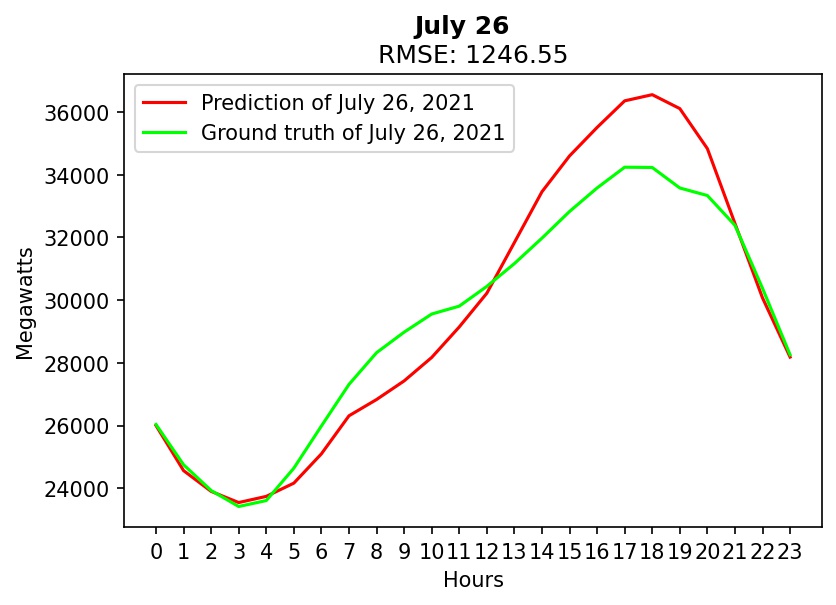 July 26
RMSE: 1246.55
Prediction of July 26, 2021
Ground truth of July 26, 2021
36000
34000
32000
30000
28000
26000
24000
Megawatts
0 1 2 3 4 5 6 7 8 9 10 11 12 13 14 15 16 17 18 19 20 21 22 23
Hours